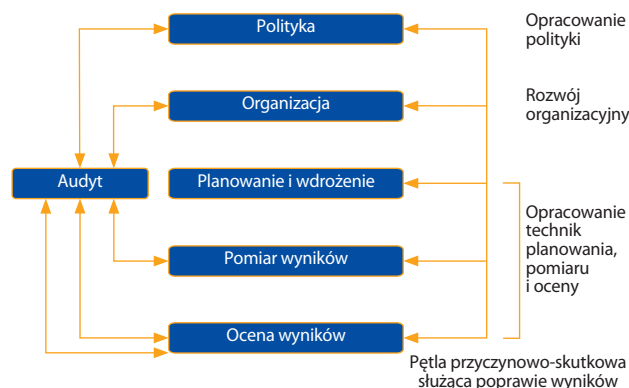 Polityka
Opracowanie
polityki
Organizacja
Rozwój
organizacyjny
Audyt
Planowanie i wdrożenie
Opracowanie
technik
planowania,
pomiaru
i oceny
Pomiar wyników
Ocena wyników
Pętla przyczynowo-skutkowa
służąca poprawie wyników